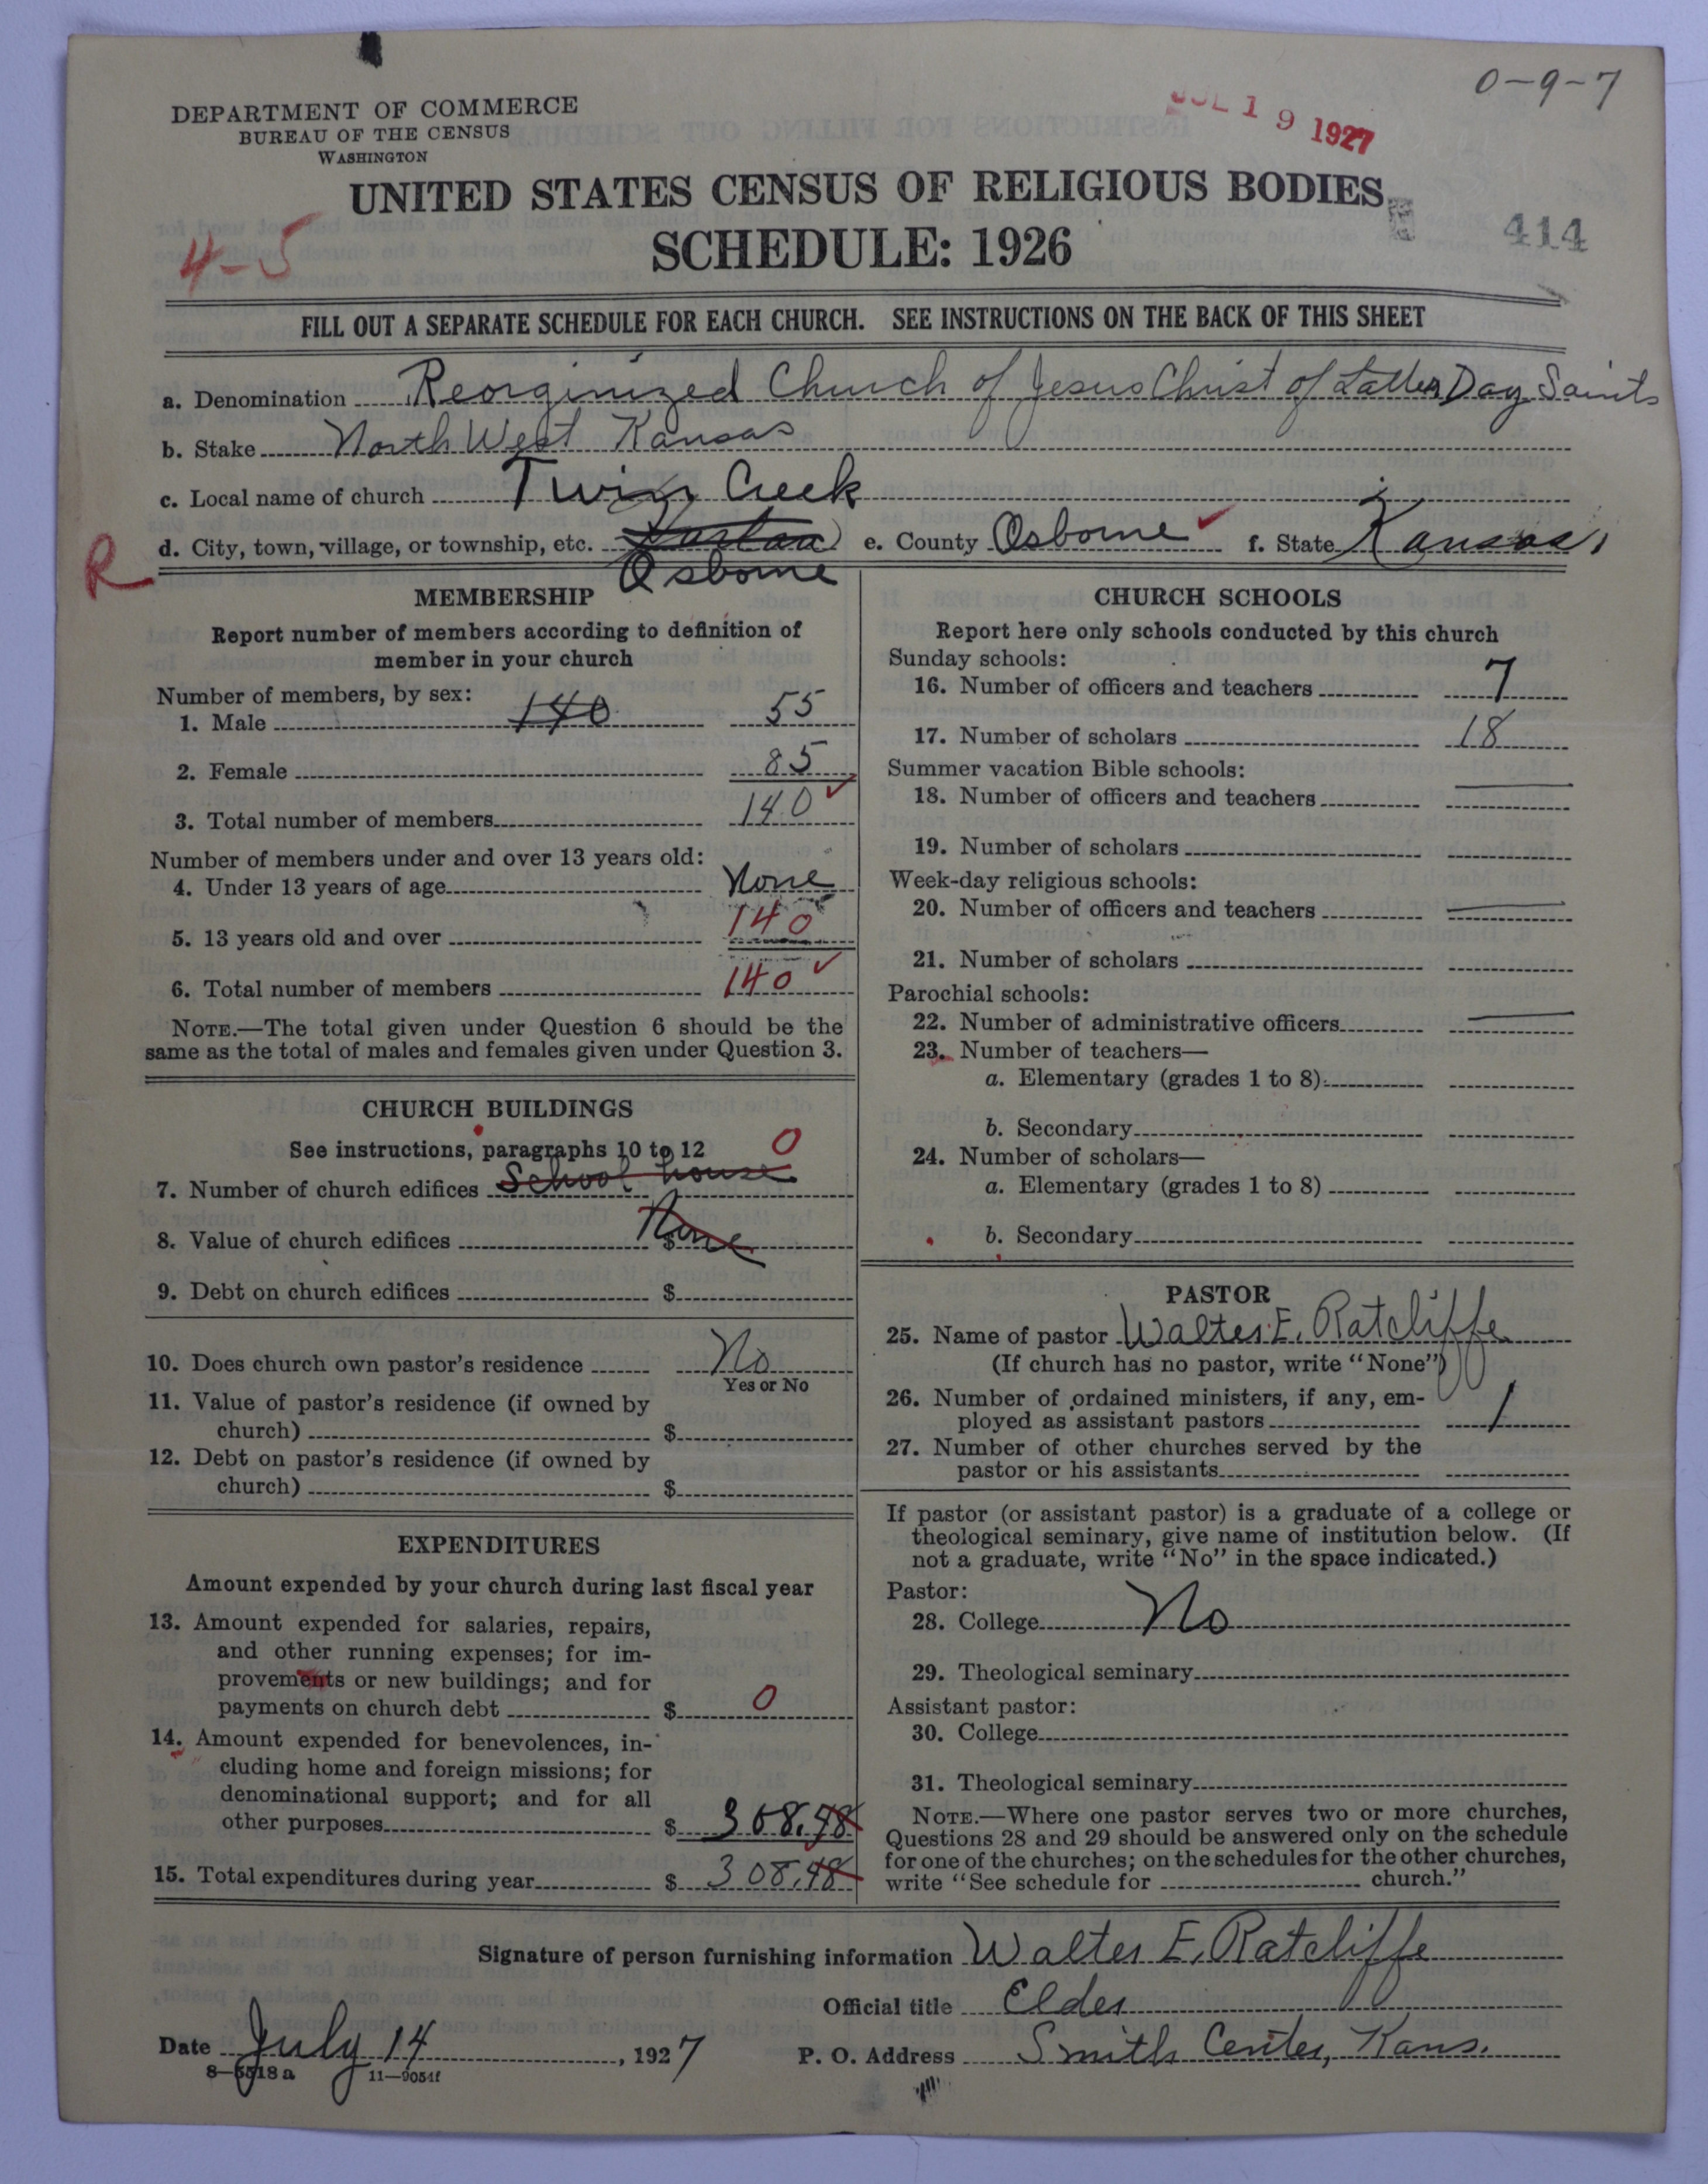 0-9-7
DEPARTMENT OF COMMERCE
BUREAU OF THE CENSUS
WASHINGTON
JUL 19 1927
UNITED STATES CENSUS OF RELIGIOUS BODIES
SCHEDULE: 1926
4-5
414
FILL OUT A SEPARATE SCHEDULE FOR EACH CHURCH. SEE INSTRUCTIONS ON THE BACK OF THIS SHEET
a. Denomination Reorginized Church of Jesus Christ of Latter Day Saints
b. Stake North West Kansas
c. Local name of church Twin Creek
d. City, town, village, or township, etc. e. County Osborne f. State Kansas,
R
Osborne
MEMBERSHIP
Report number of members according to definition of
member in your church
Number of members, by sex:
1. Male 140 55
2. Female 85
3. Total number of members 140
Number of members under and over 13 years old:
4. Under 13 years of age None
5. 13 years old and over 140
6. Total number of members 140
NOTE.—The total given under Question 6 should be the
same as the total of males and females given under Question 3.
CHURCH BUILDINGS
See instructions, paragraphs 10 to 12 0
7. Number of church edifices School house
8. Value of church edifices $ None
9. Debt on church edifices $
10. Does church own pastor's residence No
Yes or No
11. Value of pastor's residence (if owned by
church) $
12. Debt on pastor's residence (if owned by
church) $
EXPENDITURES
Amount expended by your church during last fiscal year
13. Amount expended for salaries, repairs,
and other running expenses; for im-
provements or new buildings; and for
payments on church debt $ 0
14. Amount expended for benevolences, in-
cluding home and foreign missions; for
denominational support; and for all
other purposes $ 308.48
15. Total expenditures during year $ 308.48
CHURCH SCHOOLS
Report here only schools conducted by this church
Sunday schools:
16. Number of officers and teachers 7
17. Number of scholars 18
Summer vacation Bible schools:
18. Number of officers and teachers
19. Number of scholars
Week-day religious schools:
20. Number of officers and teachers
21. Number of scholars
Parochial schools:
22. Number of administrative officers
23. Number of teachers—
a. Elementary (grades 1 to 8)
b. Secondary
24. Number of scholars—
a. Elementary (grades 1 to 8)
b. Secondary
PASTOR
25. Name of pastor Walter E. Ratcliffe
(If church has no pastor, write "None")
26. Number of ordained ministers, if any, em-
ployed as assistant pastors 1
27. Number of other churches served by the
pastor or his assistants
If pastor (or assistant pastor) is a graduate of a college or
theological seminary, give name of institution below. (If
not a graduate, write "No" in the space indicated.)
Pastor:
28. College No
29. Theological seminary
Assistant pastor:
30. College
31. Theological seminary
NOTE.—Where one pastor serves two or more churches,
Questions 28 and 29 should be answered only on the schedule
for one of the churches; on the schedules for the other churches,
write "See schedule for church."
Signature of person furnishing information Walter E. Ratcliffe
Official title Elder
Date July 14, 1927
P. O. Address Smith Center, Kans.
8—5518a 11—9051f